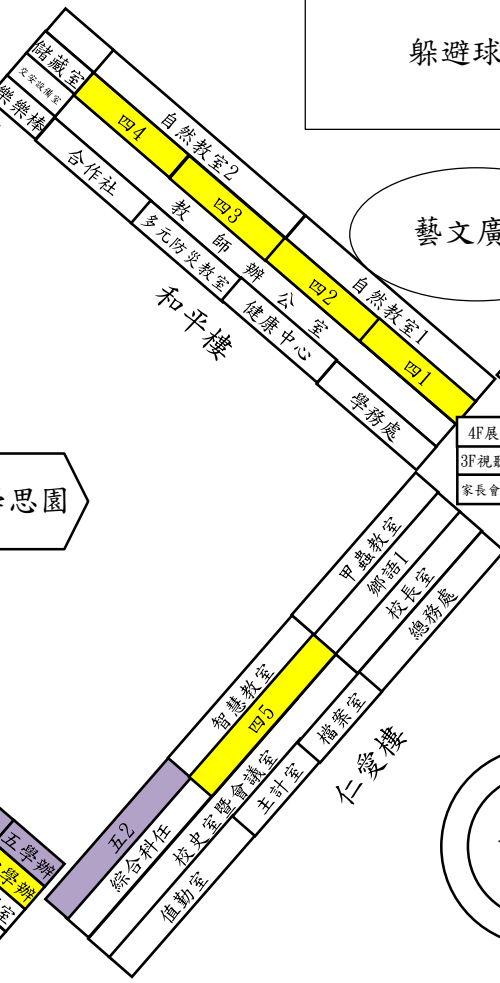 躲避球
儲藏室
交安設備室
樂樂棒
自然教室2
四4
合作社
四3
教師辦公室
多元防災教室
藝文廣
四2
自然教室1
健康中心
和平樓
四1
學務處
4F展
3F視聽
家長會
思園
甲蟲教室
鄉語1
校長室
總務處
智慧教室
四5
檔案室
仁愛樓
校史室暨會議室
主計室
五2
綜合科任
值勤室
五學辦
學辦
室